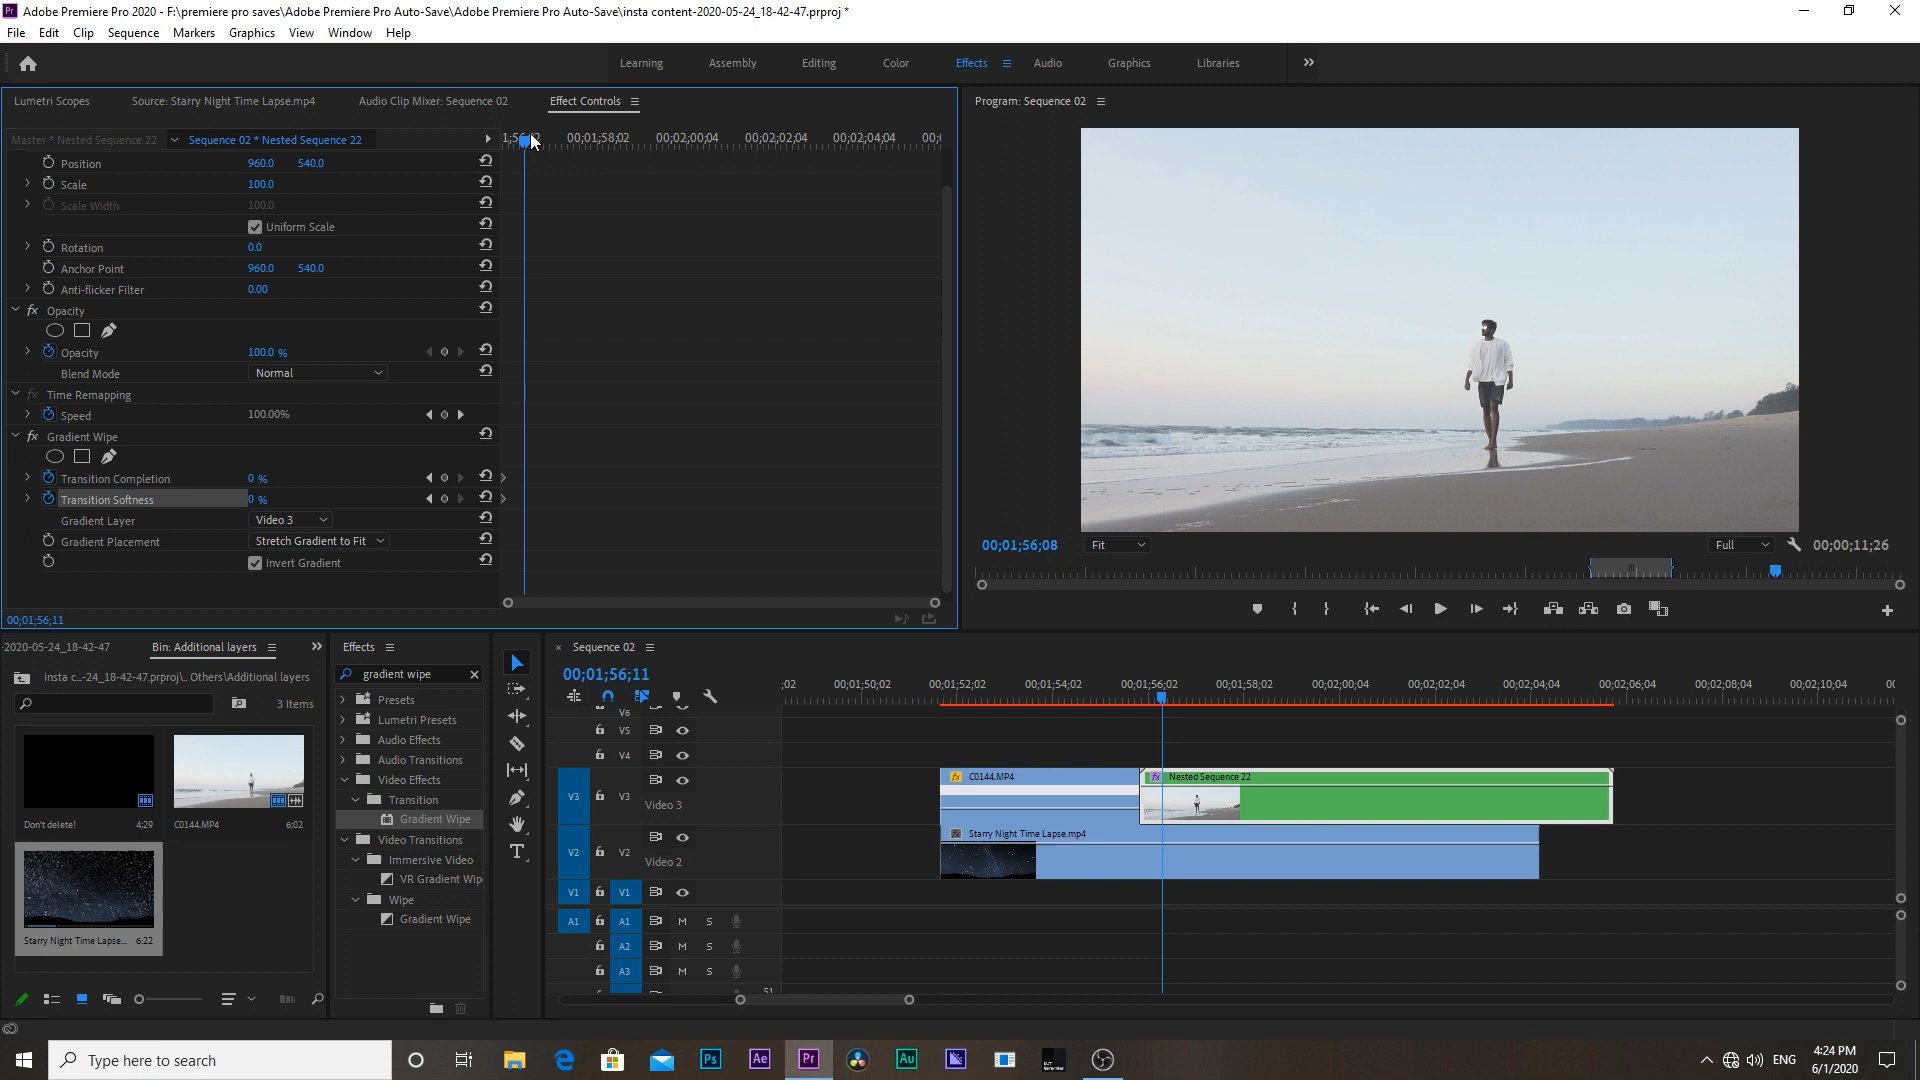 Adobe Premiere Pro 2020 - F:\premiere pro saves\Adobe Premiere Pro Auto-Save\Adobe Premiere Pro Auto-Save\insta content-2020-05-24_18-42-47.prproj *
File Edit Clip Sequence Markers Graphics View Window Help
Learning Assembly Editing Color Effects Audio Graphics Libraries
Lumetri Scopes Source: Starry Night Time Lapse.mp4 Audio Clip Mixer: Sequence 02 Effect Controls
Program: Sequence 02
Master * Nested Sequence 22 Sequence 02 * Nested Sequence 22
00;01;58;02 00;02;00;04 00;02;02;04 00;02;04;04
Position 960.0 540.0
Scale 100.0
Scale Width 100.0
Uniform Scale
Rotation 0.0
Anchor Point 960.0 540.0
Anti-flicker Filter 0.00
fx Opacity
Opacity 100.0 %
Blend Mode Normal
fx Time Remapping
Speed 100.00%
fx Gradient Wipe
Transition Completion 0 %
Transition Softness 0 %
Gradient Layer Video 3
Gradient Placement Stretch Gradient to Fit
Invert Gradient
00;01;56;11
00;01;56;08 Fit Full 00;00;11;26
-2020-05-24_18-42-47 Bin: Additional layers
insta c...-24_18-42-47.prproj\.. Others\Additional layers
3 Items
Don't delete! 4;29
C0144.MP4 6;02
Starry Night Time Lapse... 6:22
Effects
gradient wipe
Presets
Lumetri Presets
Audio Effects
Audio Transitions
Video Effects
Transition
Gradient Wipe
Video Transitions
Immersive Video
VR Gradient Wip
Wipe
Gradient Wipe
Sequence 02
00;01;56;11
;02 00;01;50;02 00;01;52;02 00;01;54;02 00;01;56;02 00;01;58;02 00;02;00;04 00;02;02;04 00;02;04;04 00;02;06;04 00;02;08;04 00;02;10;04
V6
V5
V4
V3 V3 Video 3
fx C0144.MP4
fx Nested Sequence 22
V2 V2 Video 2
fx Starry Night Time Lapse.mp4
V1 V1
A1 A1 M S
A2 M S
A3 M S
Type here to search
Ps Ae Pr Au
ENG
4:24 PM
6/1/2020